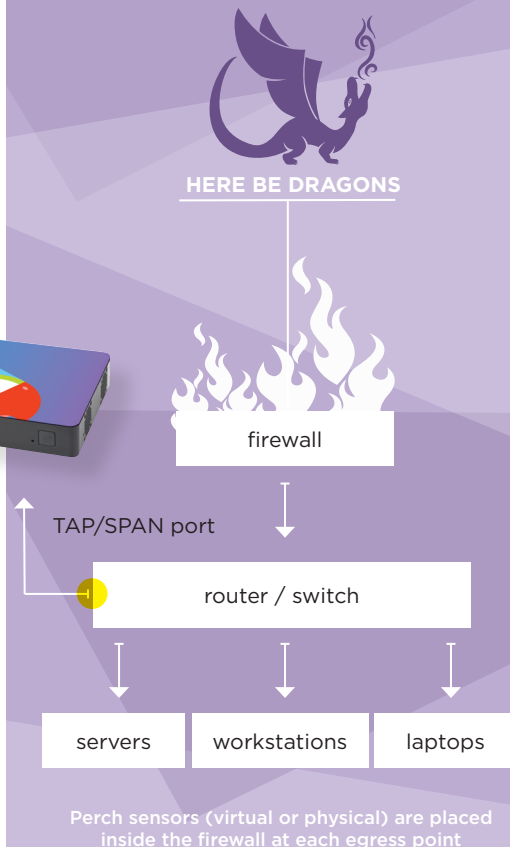 HERE BE DRAGONS
firewall
TAP/SPAN port
router / switch
servers
workstations
laptops
Perch sensors (virtual or physical) are placed
inside the firewall at each egress point